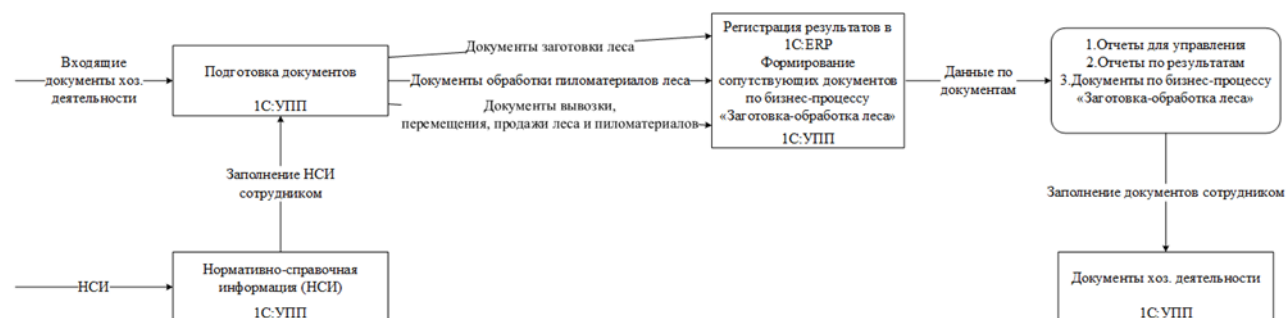 Входящие
документы хоз.
деятельности
Подготовка документов
1С:УПП
Документы заготовки леса
Документы обработки пиломатериалов леса
Документы вывозки,
перемещения, продажи леса и пиломатериалов
Регистрация результатов в
1С:ERP
Формирование
сопутствующих документов
по бизнес-процессу
«Заготовка-обработка леса»
1С:УПП
Данные по
документам
1.Отчеты для управления
2.Отчеты по результатам
3.Документы по бизнес-процессу
«Заготовка-обработка леса»
Заполнение НСИ
сотрудником
Заполнение документов сотрудником
НСИ
Нормативно-справочная
информация (НСИ)
1С:УПП
Документы хоз. деятельности
1С:УПП